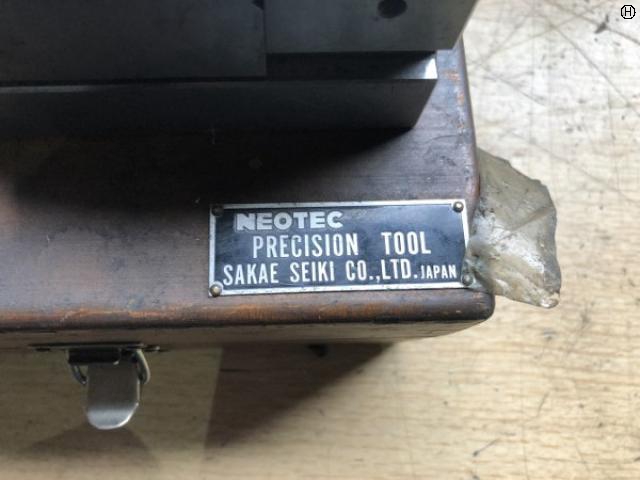 NEOTEC
PRECISION TOOL
SAKAE SEIKI CO.,LTD. JAPAN
H